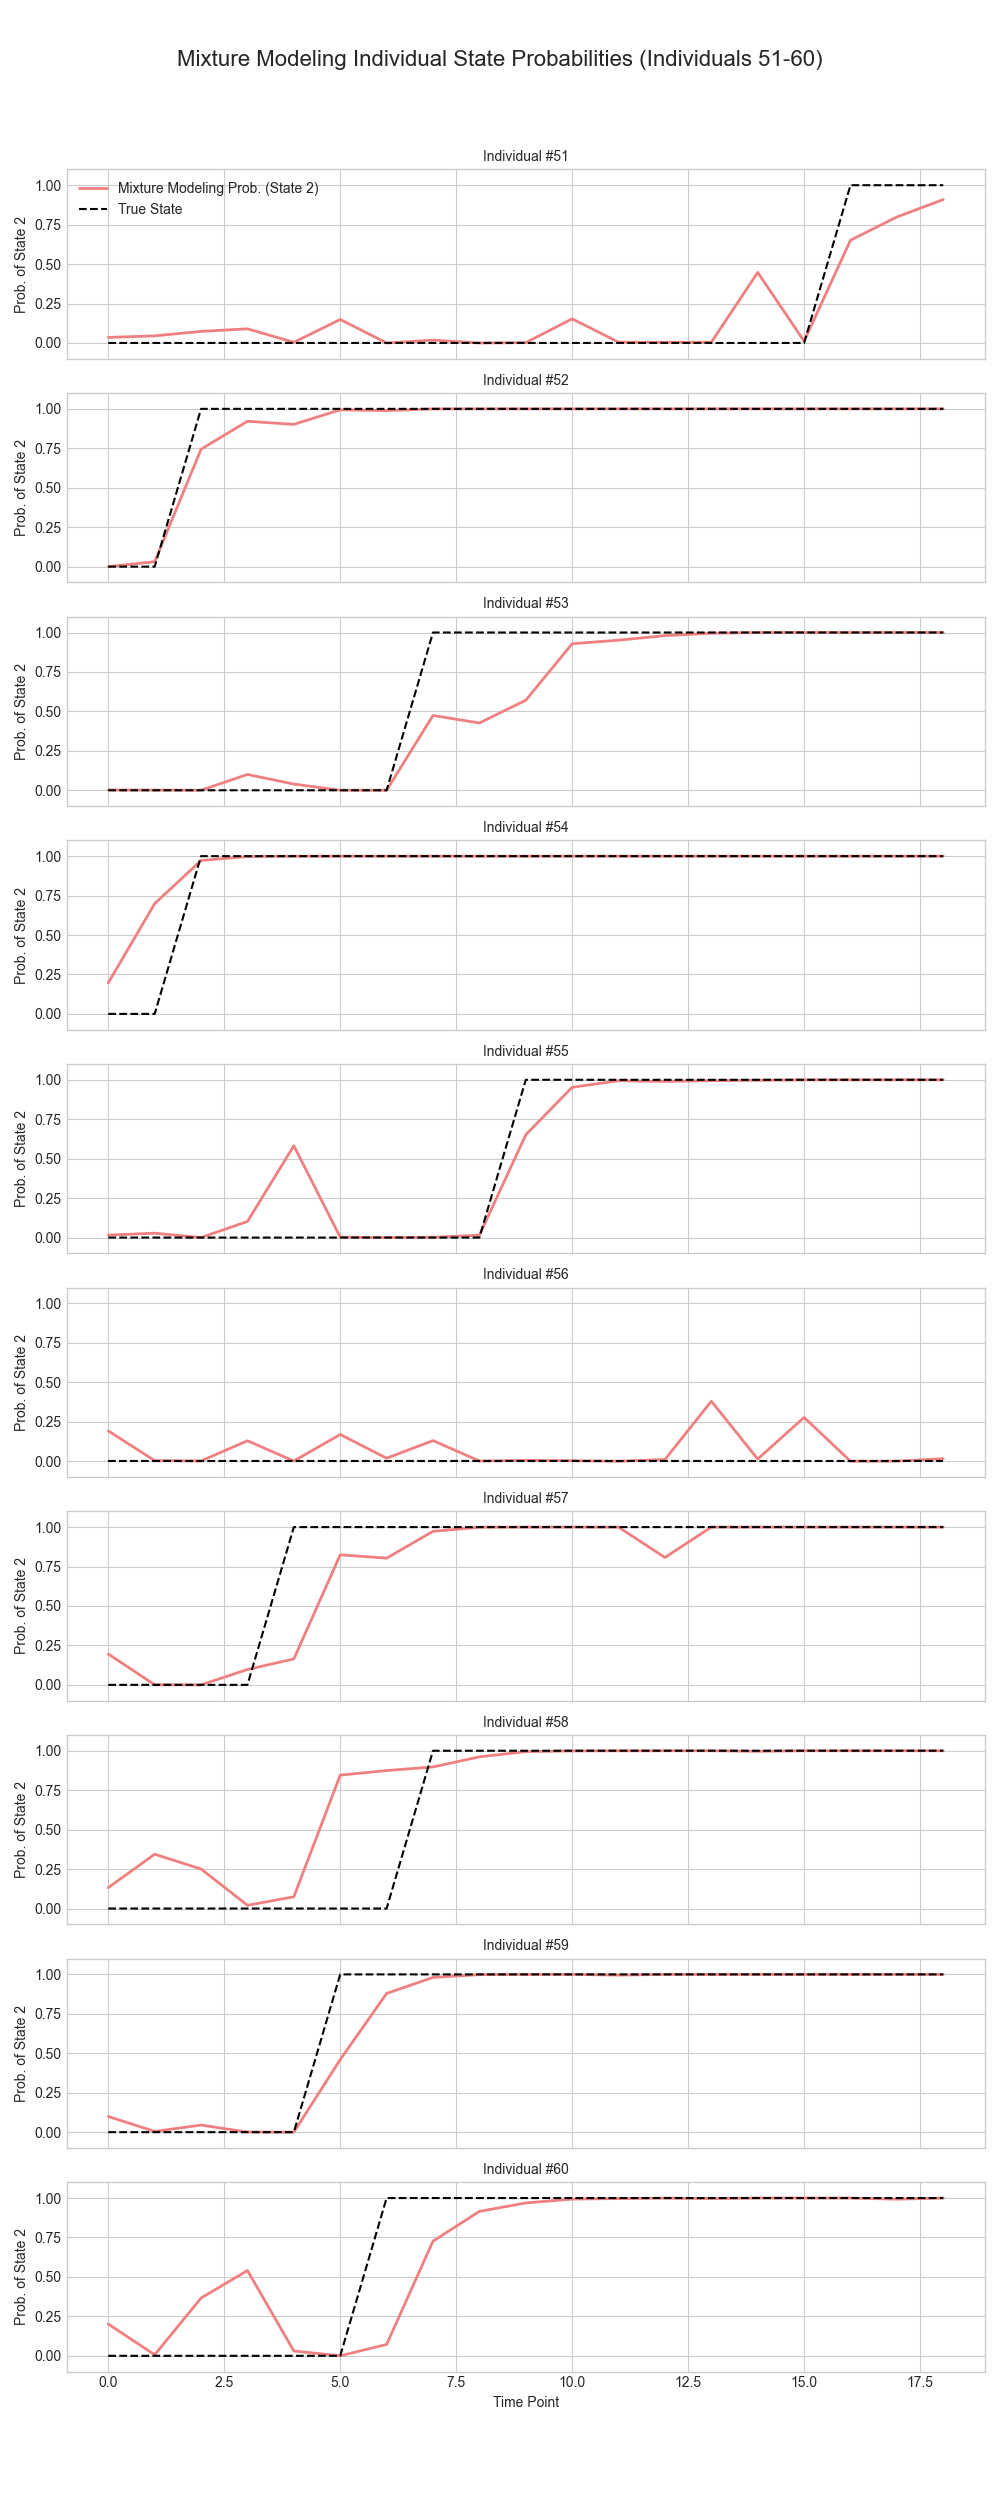 Mixture Modeling Individual State Probabilities (Individuals 51-60)
Individual #51
Mixture Modeling Prob. (State 2)
True State
Prob. of State 2
1.00
0.75
0.50
0.25
0.00
Individual #52
Prob. of State 2
1.00
0.75
0.50
0.25
0.00
Individual #53
Prob. of State 2
1.00
0.75
0.50
0.25
0.00
Individual #54
Prob. of State 2
1.00
0.75
0.50
0.25
0.00
Individual #55
Prob. of State 2
1.00
0.75
0.50
0.25
0.00
Individual #56
Prob. of State 2
1.00
0.75
0.50
0.25
0.00
Individual #57
Prob. of State 2
1.00
0.75
0.50
0.25
0.00
Individual #58
Prob. of State 2
1.00
0.75
0.50
0.25
0.00
Individual #59
Prob. of State 2
1.00
0.75
0.50
0.25
0.00
Individual #60
Prob. of State 2
1.00
0.75
0.50
0.25
0.00
0.0 2.5 5.0 7.5 10.0 12.5 15.0 17.5
Time Point